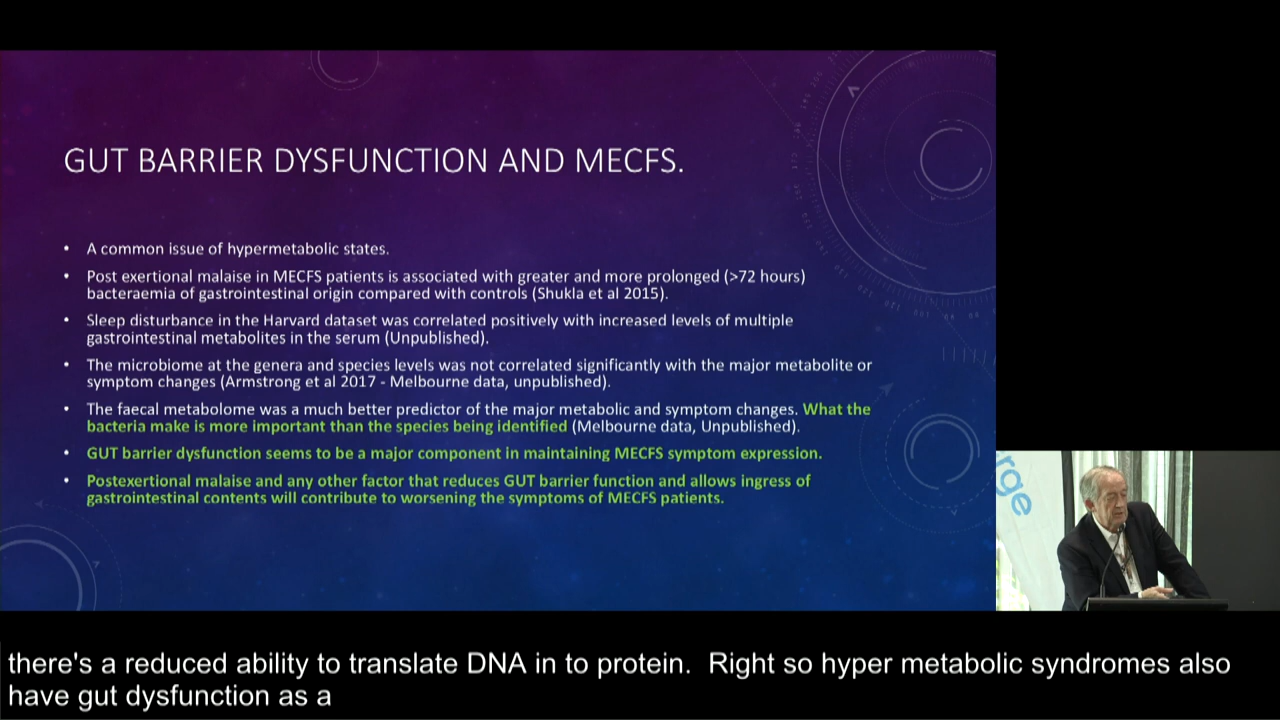 GUT BARRIER DYSFUNCTION AND MECFS.
• A common issue of hypermetabolic states.
• Post exertional malaise in MECFS patients is associated with greater and more prolonged (>72 hours)
bacteraemia of gastrointestinal origin compared with controls (Shukla et al 2015).
• Sleep disturbance in the Harvard dataset was correlated positively with increased levels of multiple
gastrointestinal metabolites in the serum (Unpublished).
• The microbiome at the genera and species levels was not correlated significantly with the major metabolite or
symptom changes (Armstrong et al 2017 - Melbourne data, unpublished).
• The faecal metabolome was a much better predictor of the major metabolic and symptom changes. What the
bacteria make is more important than the species being identified (Melbourne data, Unpublished).
• GUT barrier dysfunction seems to be a major component in maintaining MECFS symptom expression.
• Postexertional malaise and any other factor that reduces GUT barrier function and allows ingress of
gastrointestinal contents will contribute to worsening the symptoms of MECFS patients.
rge
there's a reduced ability to translate DNA in to protein.  Right so hyper metabolic syndromes also
have gut dysfunction as a